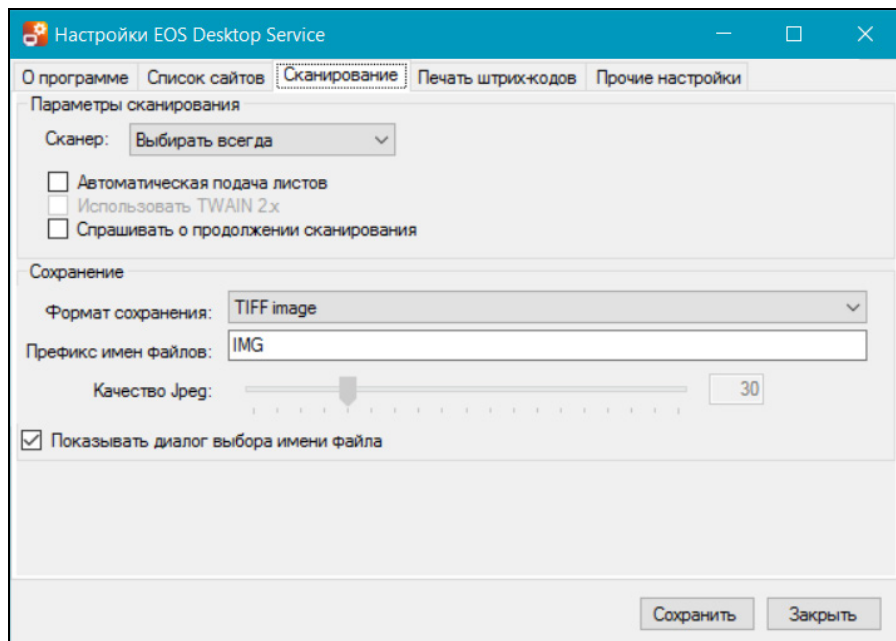 Настройки EOS Desktop Service
О программе Список сайтов Сканирование Печать штрих-кодов Прочие настройки
Параметры сканирования
Сканер: Выбирать всегда
Автоматическая подача листов
Использовать TWAIN 2.x
Спрашивать о продолжении сканирования
Сохранение
Формат сохранения: TIFF image
Префикс имен файлов: IMG
Качество Jpeg: 30
Показывать диалог выбора имени файла
Сохранить Закрыть